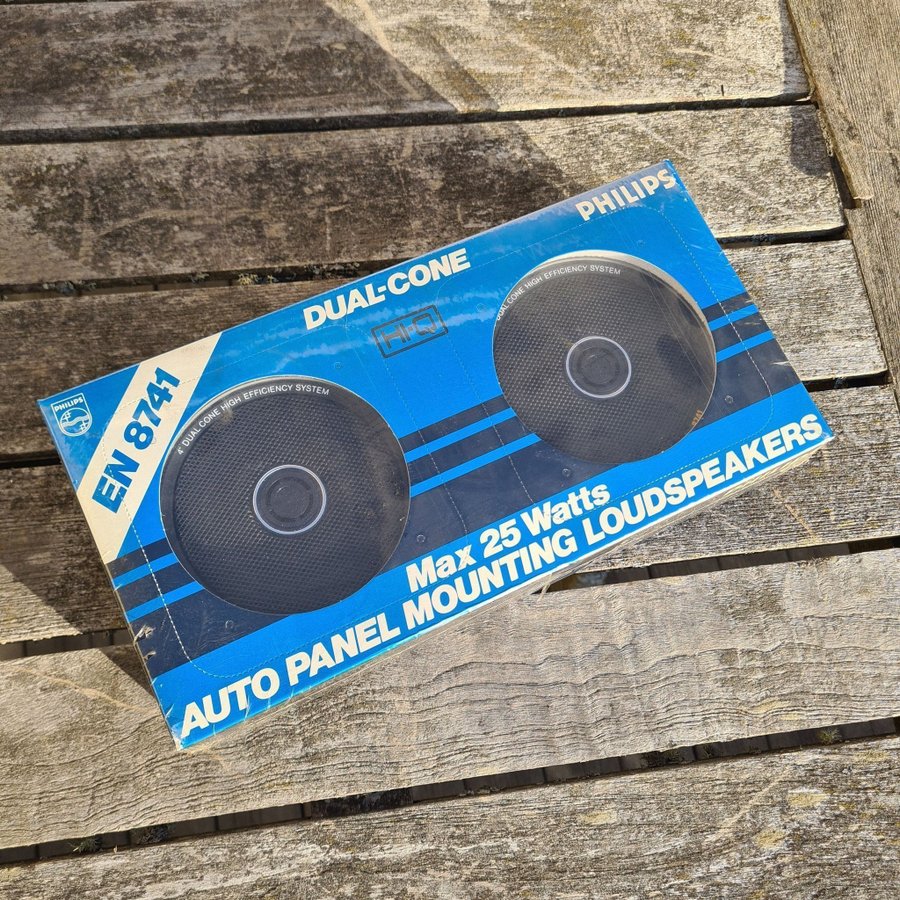 PHILIPS
DUAL-CONE
H-Q
PHILIPS
EN 8741
4" DUAL CONE HIGH EFFICIENCY SYSTEM
DUAL CONE HIGH EFFICIENCY SYSTEM
Max 25 Watts
AUTO PANEL MOUNTING LOUDSPEAKERS